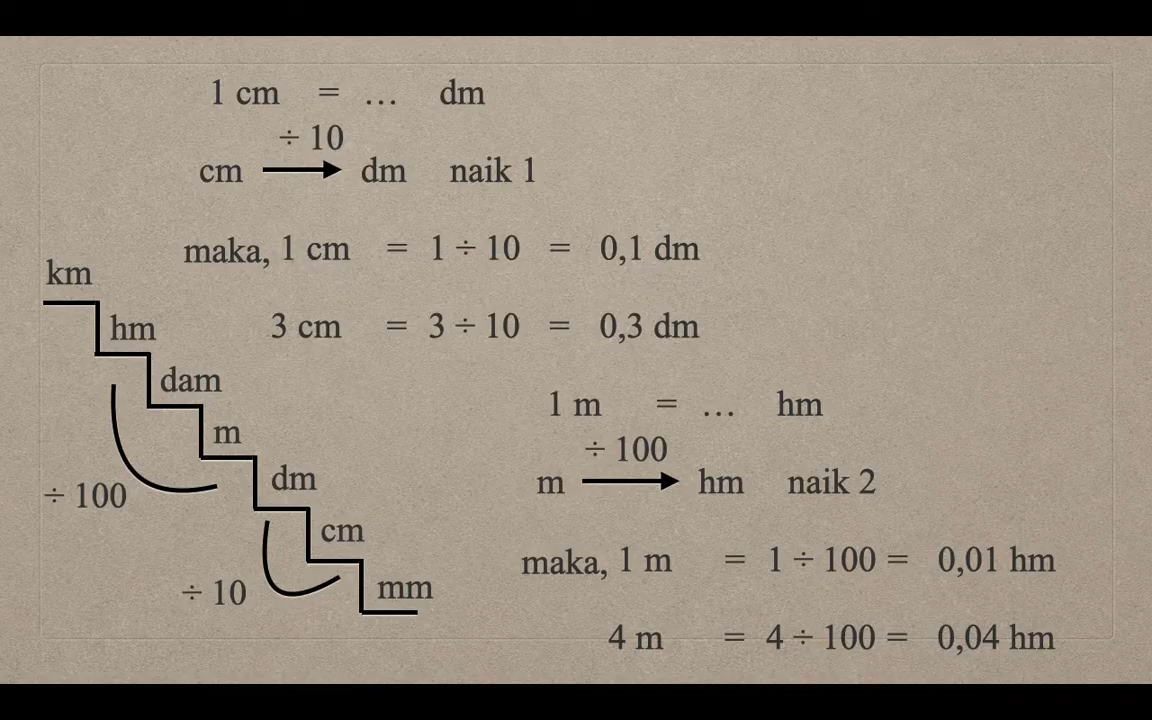 1 cm = … dm
÷ 10
cm dm naik 1
maka, 1 cm = 1 ÷ 10 = 0,1 dm
3 cm = 3 ÷ 10 = 0,3 dm
km
hm
dam
m
dm
cm
mm
÷ 100
÷ 10
1 m = … hm
÷ 100
m hm naik 2
maka, 1 m = 1 ÷ 100 = 0,01 hm
4 m = 4 ÷ 100 = 0,04 hm